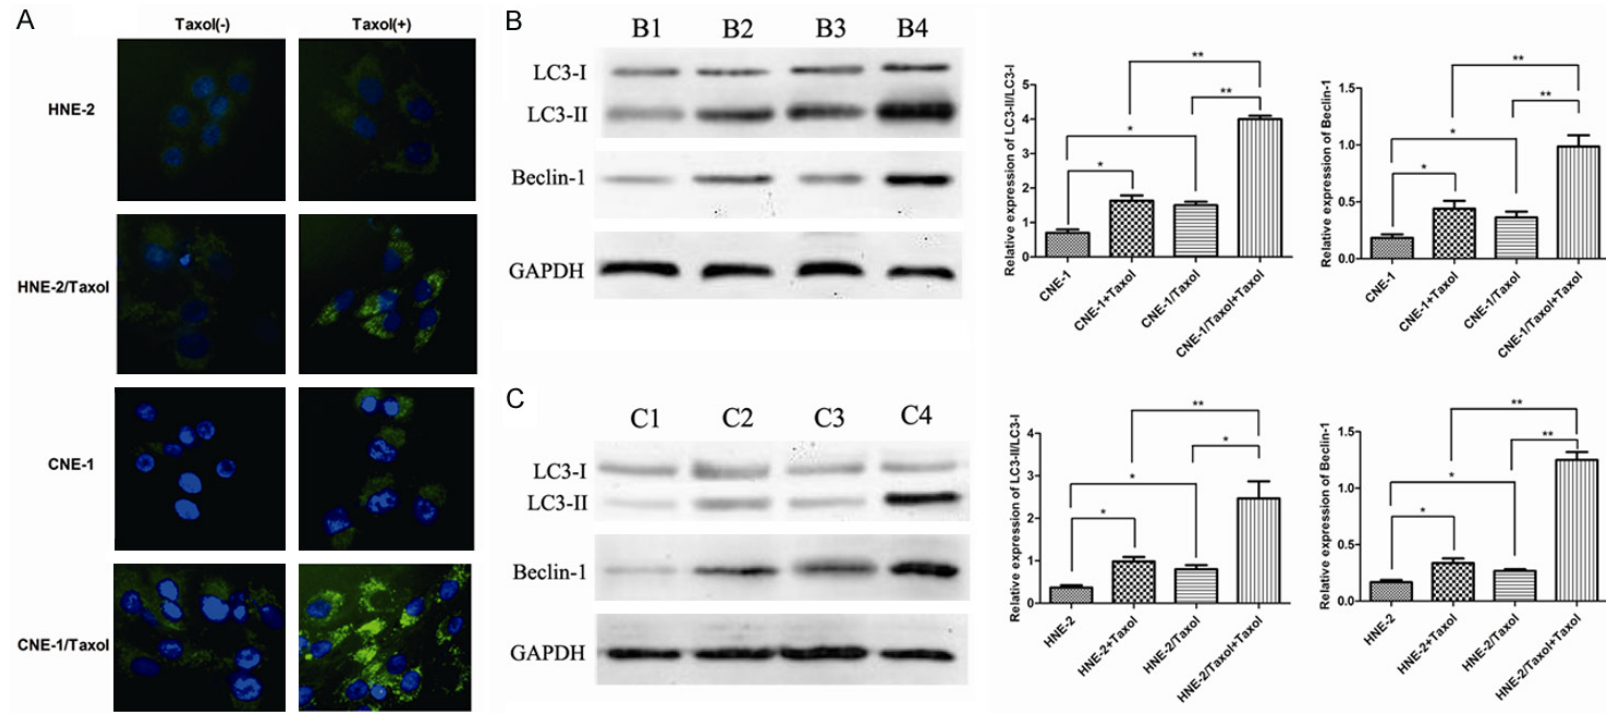 A
Taxol(-) Taxol(+)
HNE-2
HNE-2/Taxol
CNE-1
CNE-1/Taxol
B
B1 B2 B3 B4
LC3-I
LC3-II
Beclin-1
GAPDH
Relative expression of LC3-II/LC3-I
5
4
3
2
1
0
* * ** **
CNE-1
CNE-1+Taxol
CNE-1/Taxol
CNE-1/Taxol+Taxol
Relative expression of Beclin-1
1.5
1.0
0.5
0.0
* * ** **
CNE-1
CNE-1+Taxol
CNE-1/Taxol
CNE-1/Taxol+Taxol
C
C1 C2 C3 C4
LC3-I
LC3-II
Beclin-1
GAPDH
Relative expression of LC3-II/LC3-I
4
3
2
1
0
* * * **
HNE-2
HNE-2+Taxol
HNE-2/Taxol
HNE-2/Taxol+Taxol
Relative expression of Beclin-1
1.5
1.0
0.5
0.0
* * ** **
HNE-2
HNE-2+Taxol
HNE-2/Taxol
HNE-2/Taxol+Taxol